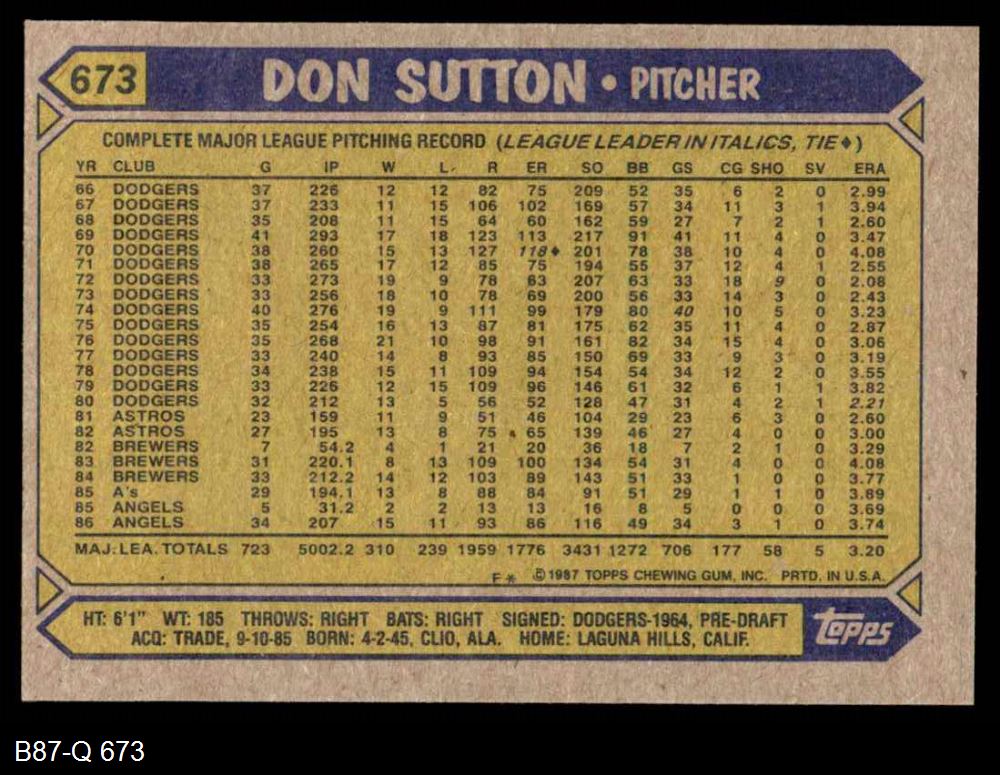 673 DON SUTTON • PITCHER
COMPLETE MAJOR LEAGUE PITCHING RECORD (LEAGUE LEADER IN ITALICS, TIE♦)
YR CLUB G IP W L R ER SO BB GS CG SHO SV ERA
66 DODGERS 37 226 12 12 82 75 209 52 35 6 2 0 2.99
67 DODGERS 37 233 11 15 106 102 169 57 34 11 3 1 3.94
68 DODGERS 35 208 11 15 64 60 162 59 27 7 2 1 2.60
69 DODGERS 41 293 17 18 123 113 217 91 41 11 4 0 3.47
70 DODGERS 38 260 15 13 127 118♦ 201 78 38 10 4 0 4.08
71 DODGERS 38 265 17 12 85 75 194 55 37 12 4 1 2.55
72 DODGERS 33 273 19 9 78 63 207 63 33 18 9 0 2.08
73 DODGERS 33 256 18 10 78 69 200 56 33 14 3 0 2.43
74 DODGERS 40 276 19 9 111 99 179 80 40 10 5 0 3.23
75 DODGERS 35 254 16 13 87 81 175 62 35 11 4 0 2.87
76 DODGERS 35 268 21 10 98 91 161 82 34 15 4 0 3.06
77 DODGERS 33 240 14 8 93 85 150 69 33 9 3 0 3.19
78 DODGERS 34 238 15 11 109 94 154 54 34 12 2 0 3.55
79 DODGERS 33 226 12 15 109 96 146 61 32 6 1 1 3.82
80 DODGERS 32 212 13 5 56 52 128 47 31 4 2 1 2.21
81 ASTROS 23 159 11 9 51 46 104 29 23 6 3 0 2.60
82 ASTROS 27 195 13 8 75 65 139 46 27 4 0 0 3.00
82 BREWERS 7 54.2 4 1 21 20 36 18 7 2 1 0 3.29
83 BREWERS 31 220.1 8 13 109 100 134 54 31 4 0 0 4.08
84 BREWERS 33 212.2 14 12 103 89 143 51 33 1 0 0 3.77
85 A's 29 194.1 13 8 88 84 91 51 29 1 1 0 3.89
85 ANGELS 5 31.2 2 2 13 13 16 8 5 0 0 0 3.69
86 ANGELS 34 207 15 11 93 86 116 49 34 3 1 0 3.74
MAJ. LEA. TOTALS 723 5002.2 310 239 1959 1776 3431 1272 706 177 58 5 3.20
F* ©1987 TOPPS CHEWING GUM, INC. PRTD. IN U.S.A.
HT: 6'1" WT: 185 THROWS: RIGHT BATS: RIGHT SIGNED: DODGERS-1964, PRE-DRAFT
ACQ: TRADE, 9-10-85 BORN: 4-2-45, CLIO, ALA. HOME: LAGUNA HILLS, CALIF.
TOPPS
B87-Q 673